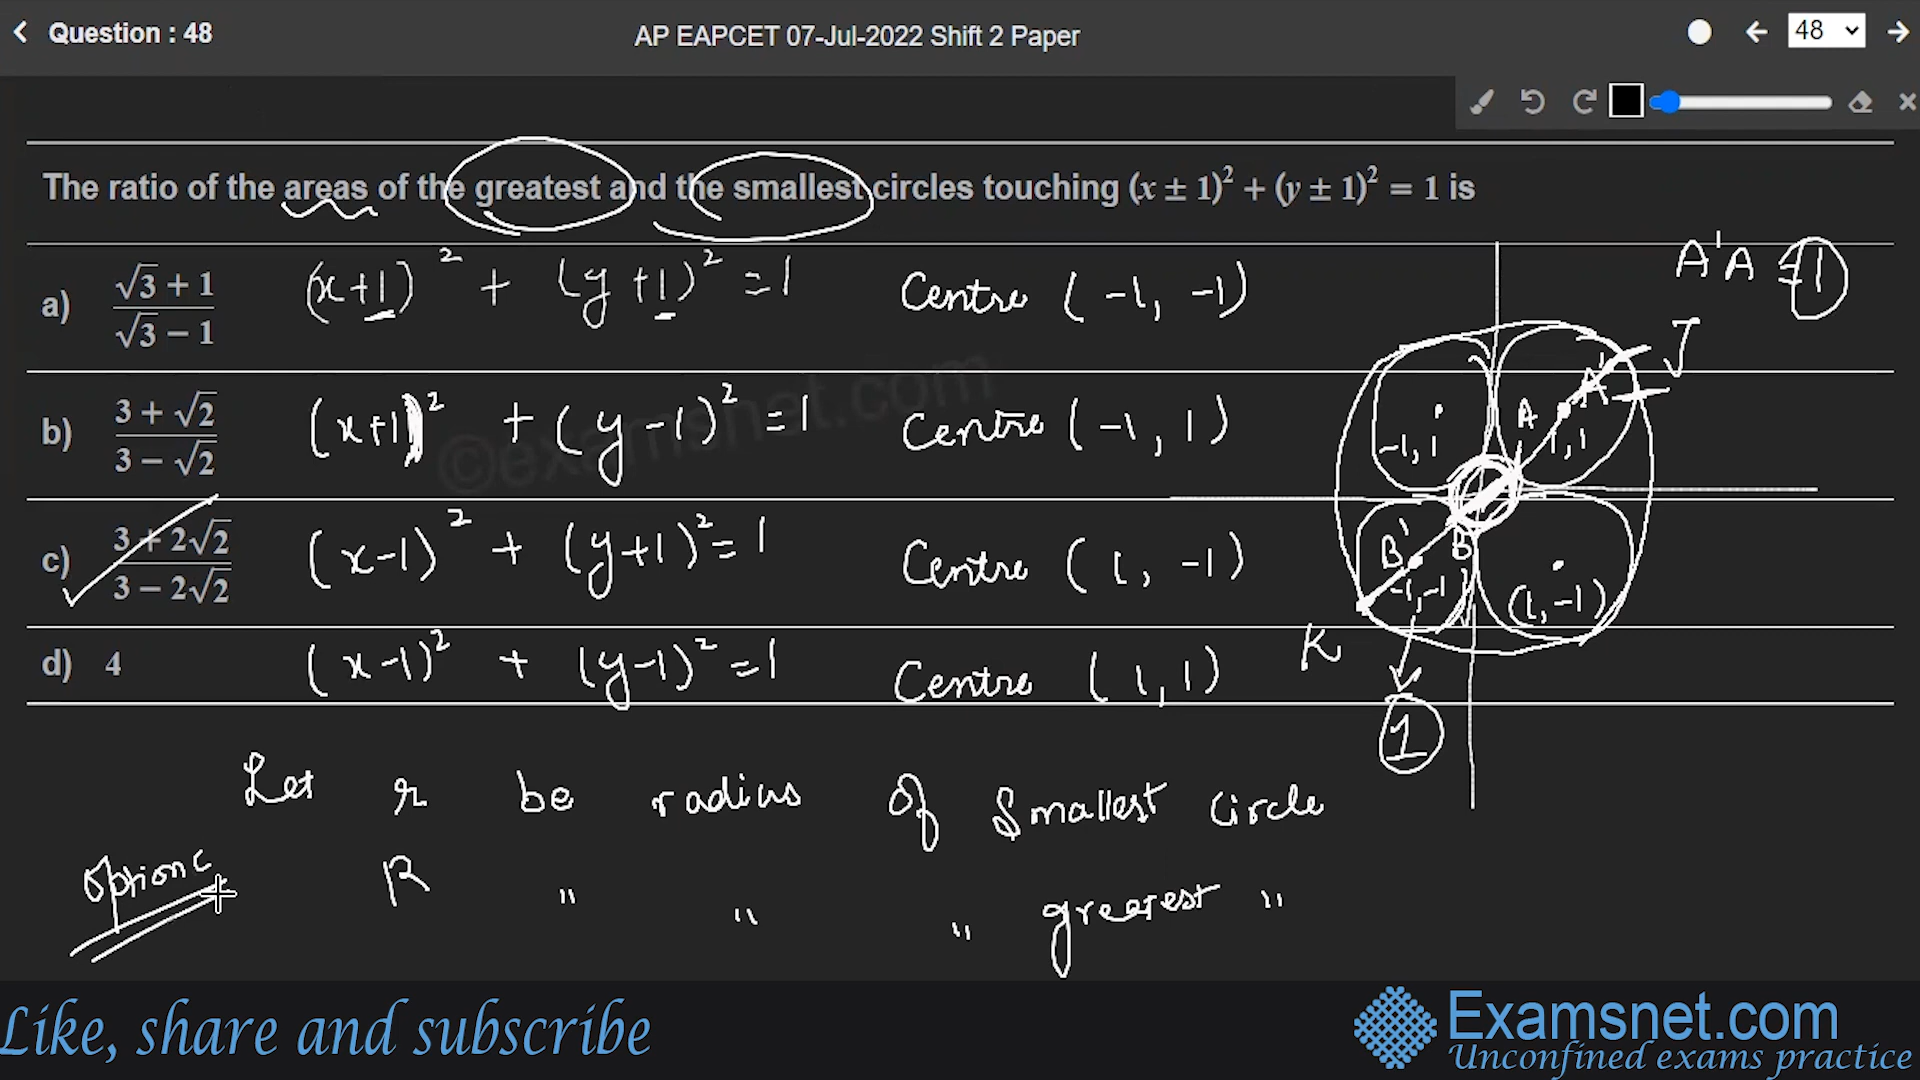 Question : 48
AP EAPCET 07-Jul-2022 Shift 2 Paper
48
The ratio of the areas of the greatest and the smallest circles touching (x ± 1)² + (y ± 1)² = 1 is
a) (√3 + 1)/(√3 − 1)
(x+1)² + (y+1)² = 1 Centre (-1, -1)
A'A = 1
b) (3 + √2)/(3 − √2)
(x+1)² + (y-1)² = 1 Centre (-1, 1)
c) (3 + 2√2)/(3 − 2√2)
(x-1)² + (y+1)² = 1 Centre (1, -1)
d) 4
(x-1)² + (y-1)² = 1 Centre (1, 1)
J
A'
A
-1, 1
1, 1
B'
B
-1, -1
(1, -1)
K
1
©examsnet.com
Let r be radius of Smallest Circle
R " " " greatest "
Option C
Like, share and subscribe
Examsnet.com
Unconfined exams practice